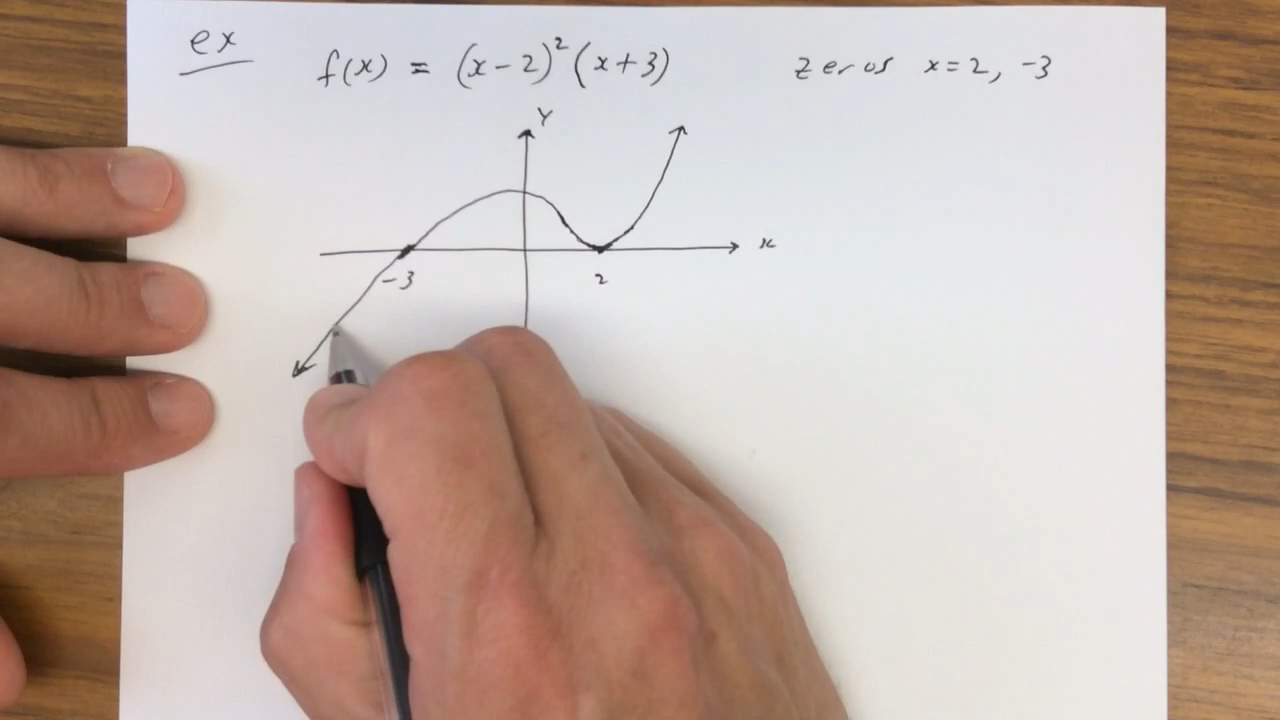 ex f(x) = (x-2)²(x+3) zeros x=2, -3
Y
x
-3 2